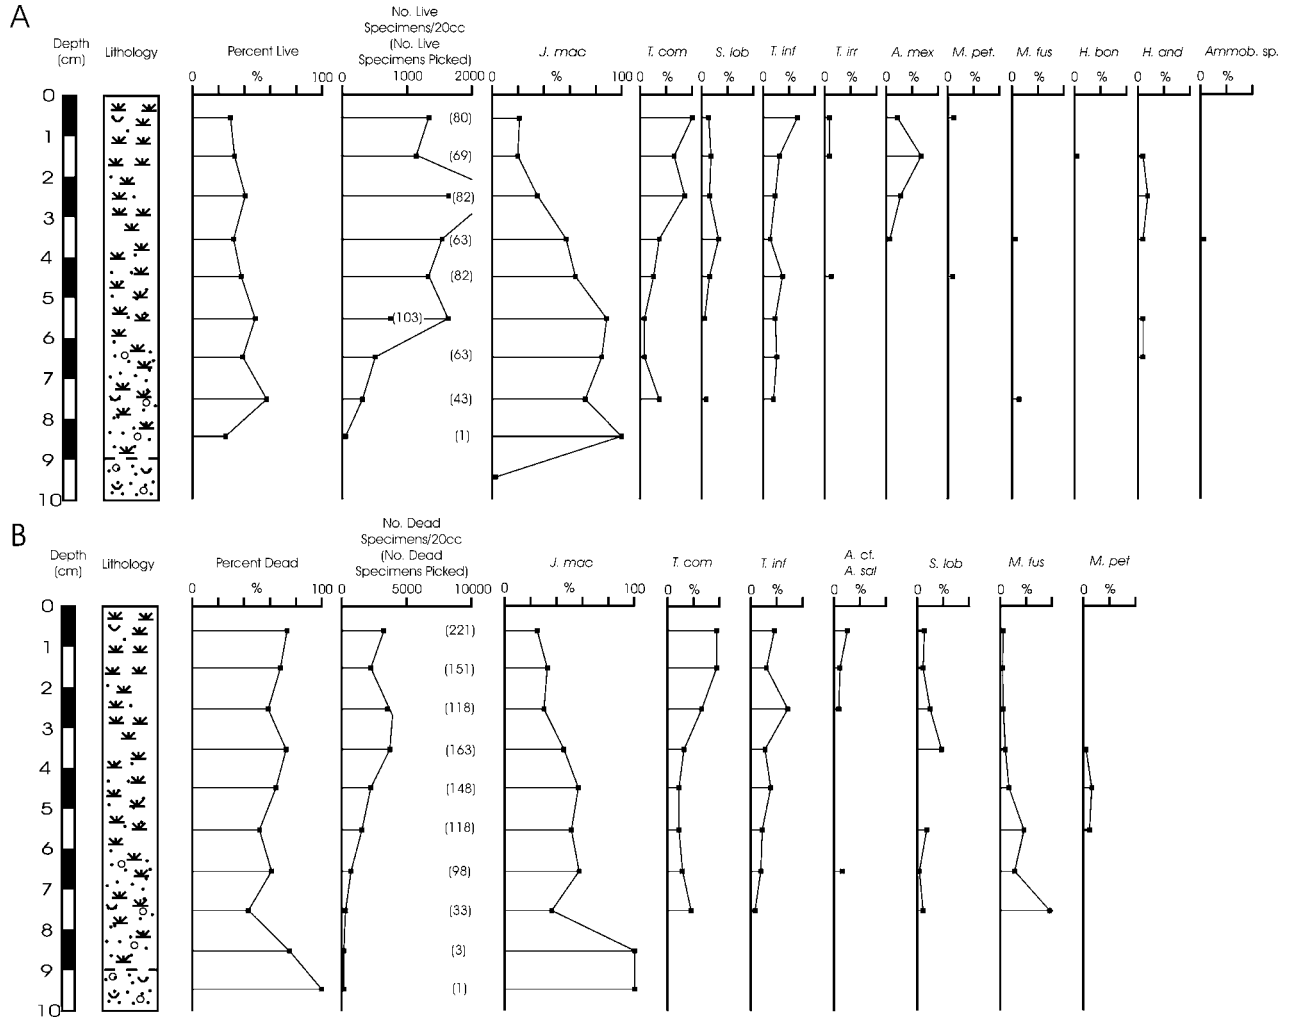 A
Depth
(cm)
Lithology
Percent Live
No. Live
Specimens/20cc
(No. Live
Specimens Picked)
J. mac
T. com
S. lob
T. inf
T. irr
A. mex
M. pet.
M. fus
H. bon
H. and
Ammob. sp.
0 % 100
0 1000 2000
0 % 100
0 %
0 %
0 %
0 %
0 %
0 %
0 %
0 %
0 %
0 %
0
1
2
3
4
5
6
7
8
9
10
(80)
(69)
(82)
(63)
(82)
(103)
(63)
(43)
(1)
B
Depth
(cm)
Lithology
Percent Dead
No. Dead
Specimens/20cc
(No. Dead
Specimens Picked)
J. mac
T. com
T. inf
A. cf.
A. sal
S. lob
M. fus
M. pet
0 % 100
0 5000 10000
0 % 100
0 %
0 %
0 %
0 %
0 %
0 %
0
1
2
3
4
5
6
7
8
9
10
(221)
(151)
(118)
(163)
(148)
(118)
(98)
(33)
(3)
(1)